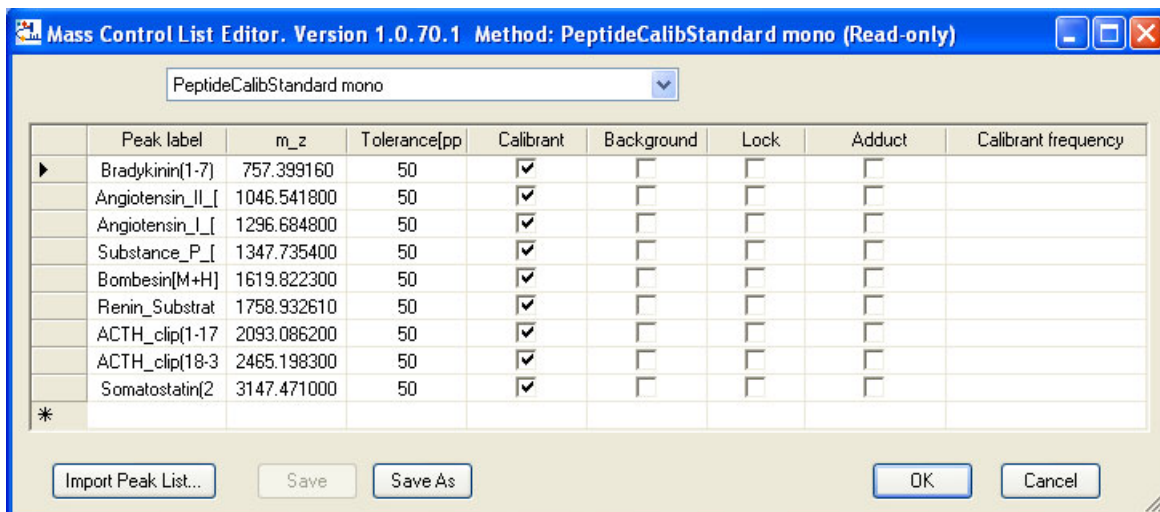 Mass Control List Editor. Version 1.0.70.1 Method: PeptideCalibStandard mono (Read-only)
PeptideCalibStandard mono
Peak label m_z Tolerance[pp Calibrant Background Lock Adduct Calibrant frequency
Bradykinin(1-7) 757.399160 50
Angiotensin_II_[ 1046.541800 50
Angiotensin_I_[ 1296.684800 50
Substance_P_[ 1347.735400 50
Bombesin[M+H] 1619.822300 50
Renin_Substrat 1758.932610 50
ACTH_clip(1-17 2093.086200 50
ACTH_clip(18-3 2465.198300 50
Somatostatin(2 3147.471000 50
Import Peak List... Save Save As OK Cancel